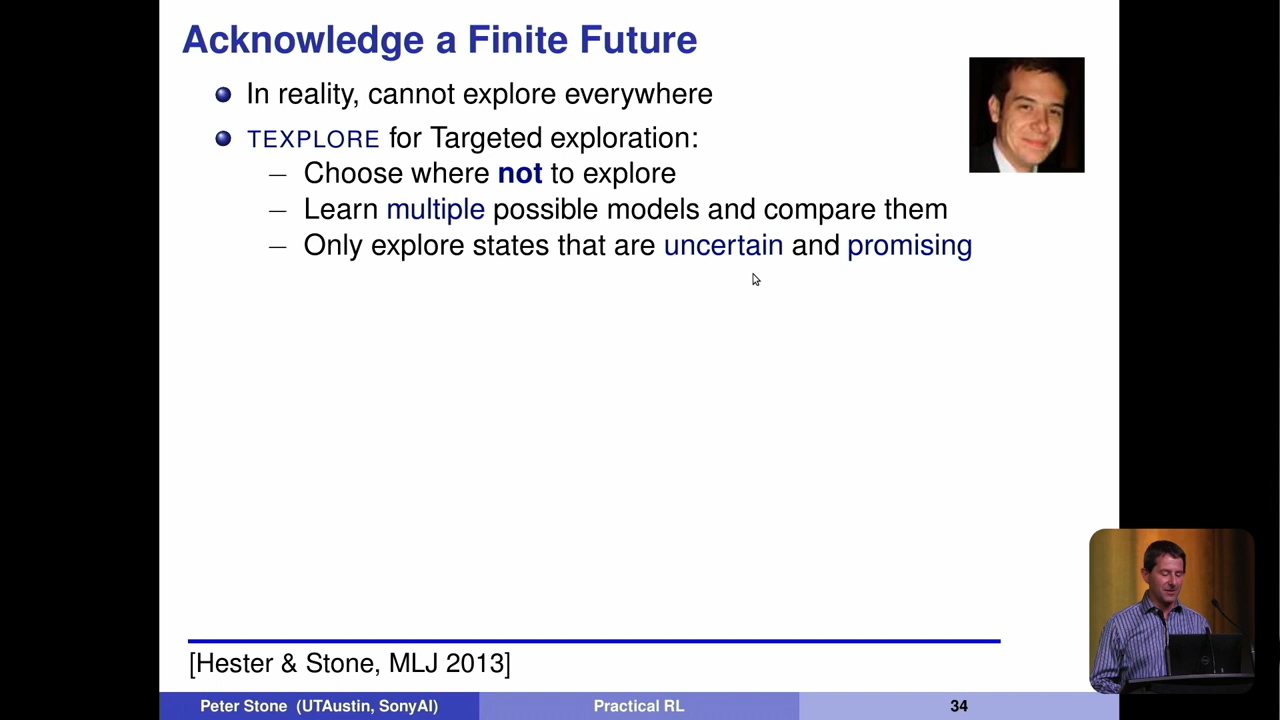 Acknowledge a Finite Future
In reality, cannot explore everywhere
TEXPLORE for Targeted exploration:
– Choose where not to explore
– Learn multiple possible models and compare them
– Only explore states that are uncertain and promising
[Hester & Stone, MLJ 2013]
Peter Stone (UTAustin, SonyAI) Practical RL 34